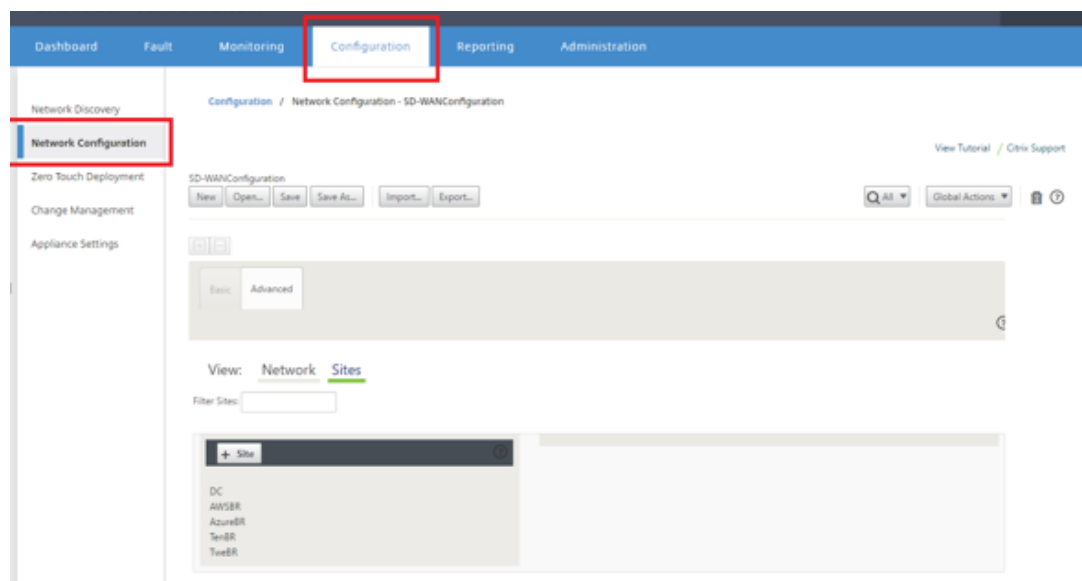 Dashboard Fault Monitoring Configuration Reporting Administration
Network Discovery
Network Configuration
Zero Touch Deployment
Change Management
Appliance Settings
Configuration / Network Configuration - SD-WANConfiguration
View Tutorial / Citrix Support
SD-WANConfiguration
New Open... Save Save As... Import... Export... All Global Actions
Basic Advanced
View: Network Sites
Filter Sites:
+ Site
DC
AWSBR
AzureBR
TenBR
TweBR